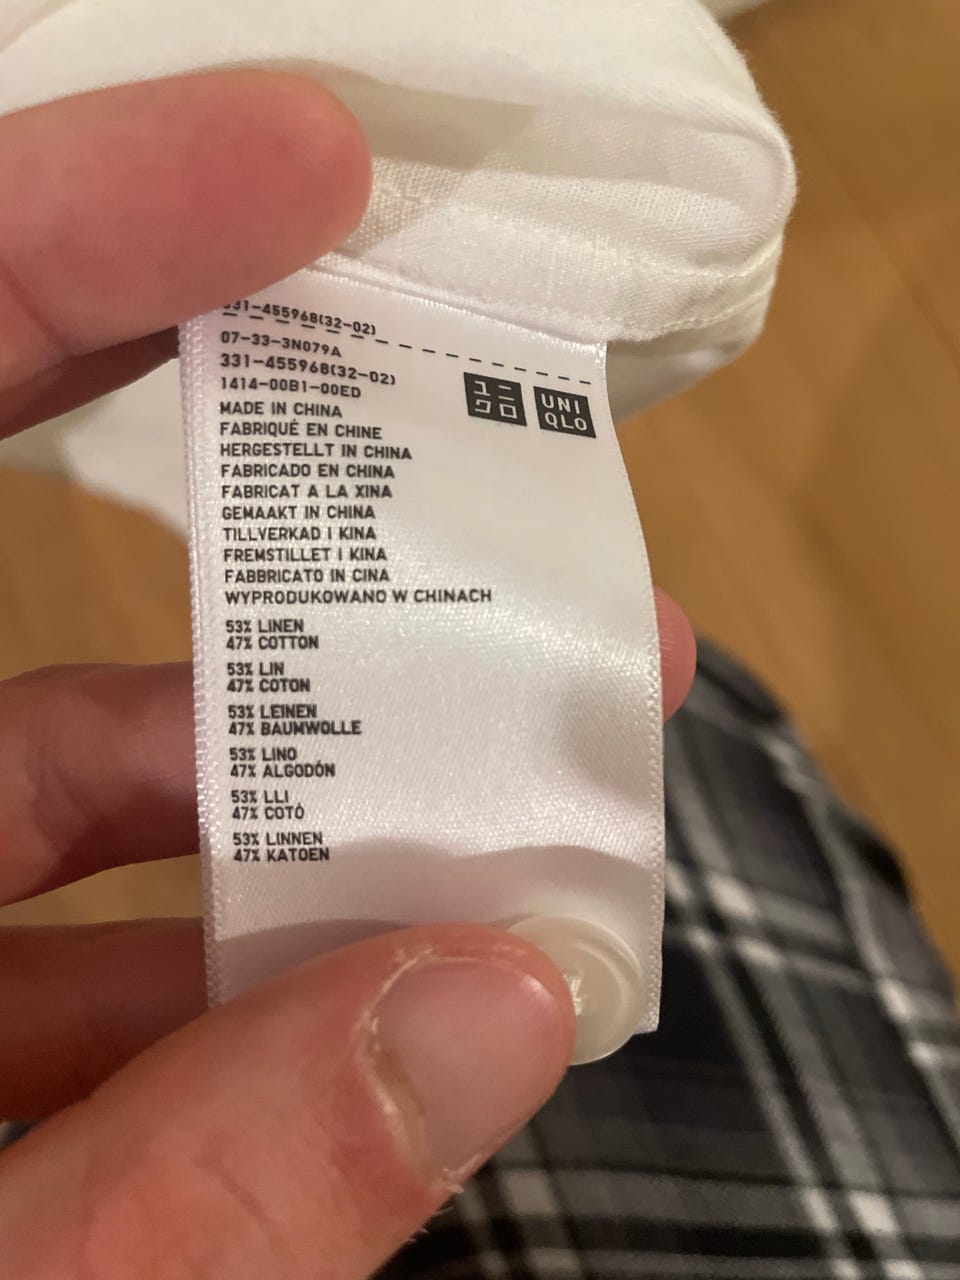 331-455968(32-02)
07-33-3N079A
331-455968(32-02)
1414-00B1-00ED
ユニ
クロ
UNI
QLO
MADE IN CHINA
FABRIQUÉ EN CHINE
HERGESTELLT IN CHINA
FABRICADO EN CHINA
FABRICAT A LA XINA
GEMAAKT IN CHINA
TILLVERKAD I KINA
FREMSTILLET I KINA
FABBRICATO IN CINA
WYPRODUKOWANO W CHINACH
53% LINEN
47% COTTON
53% LIN
47% COTON
53% LEINEN
47% BAUMWOLLE
53% LINO
47% ALGODÓN
53% LLI
47% COTÓ
53% LINNEN
47% KATOEN